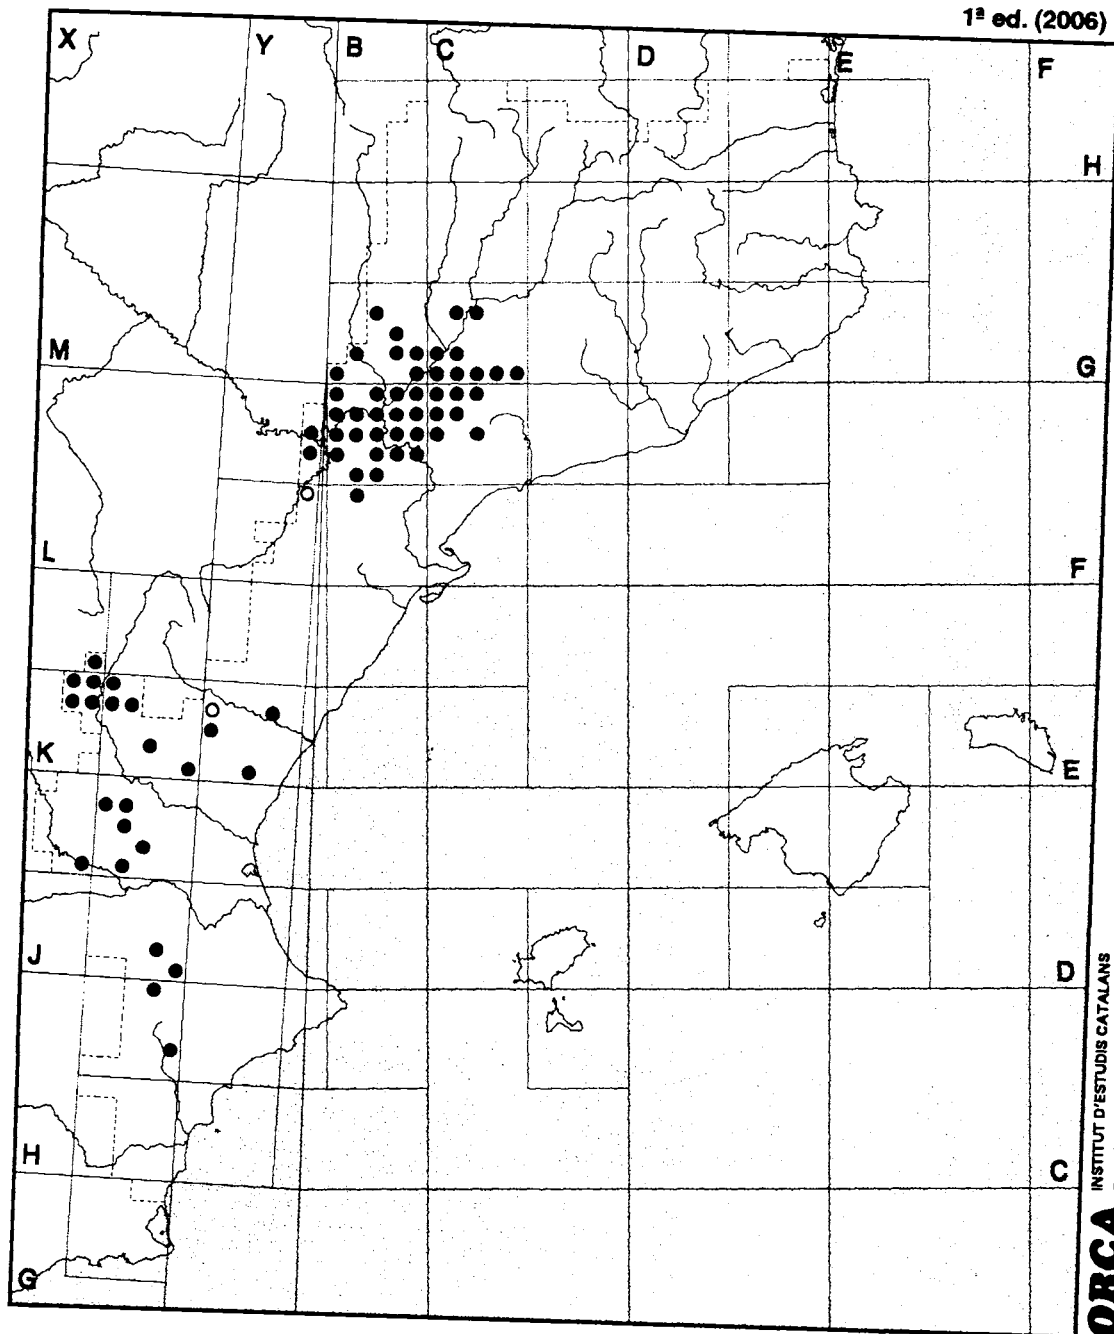 1ª ed. (2006)
X Y B C D E F
H
M G
L F
K E
J D
H C
G
INSTITUT D'ESTUDIS CATALANS
ORCA